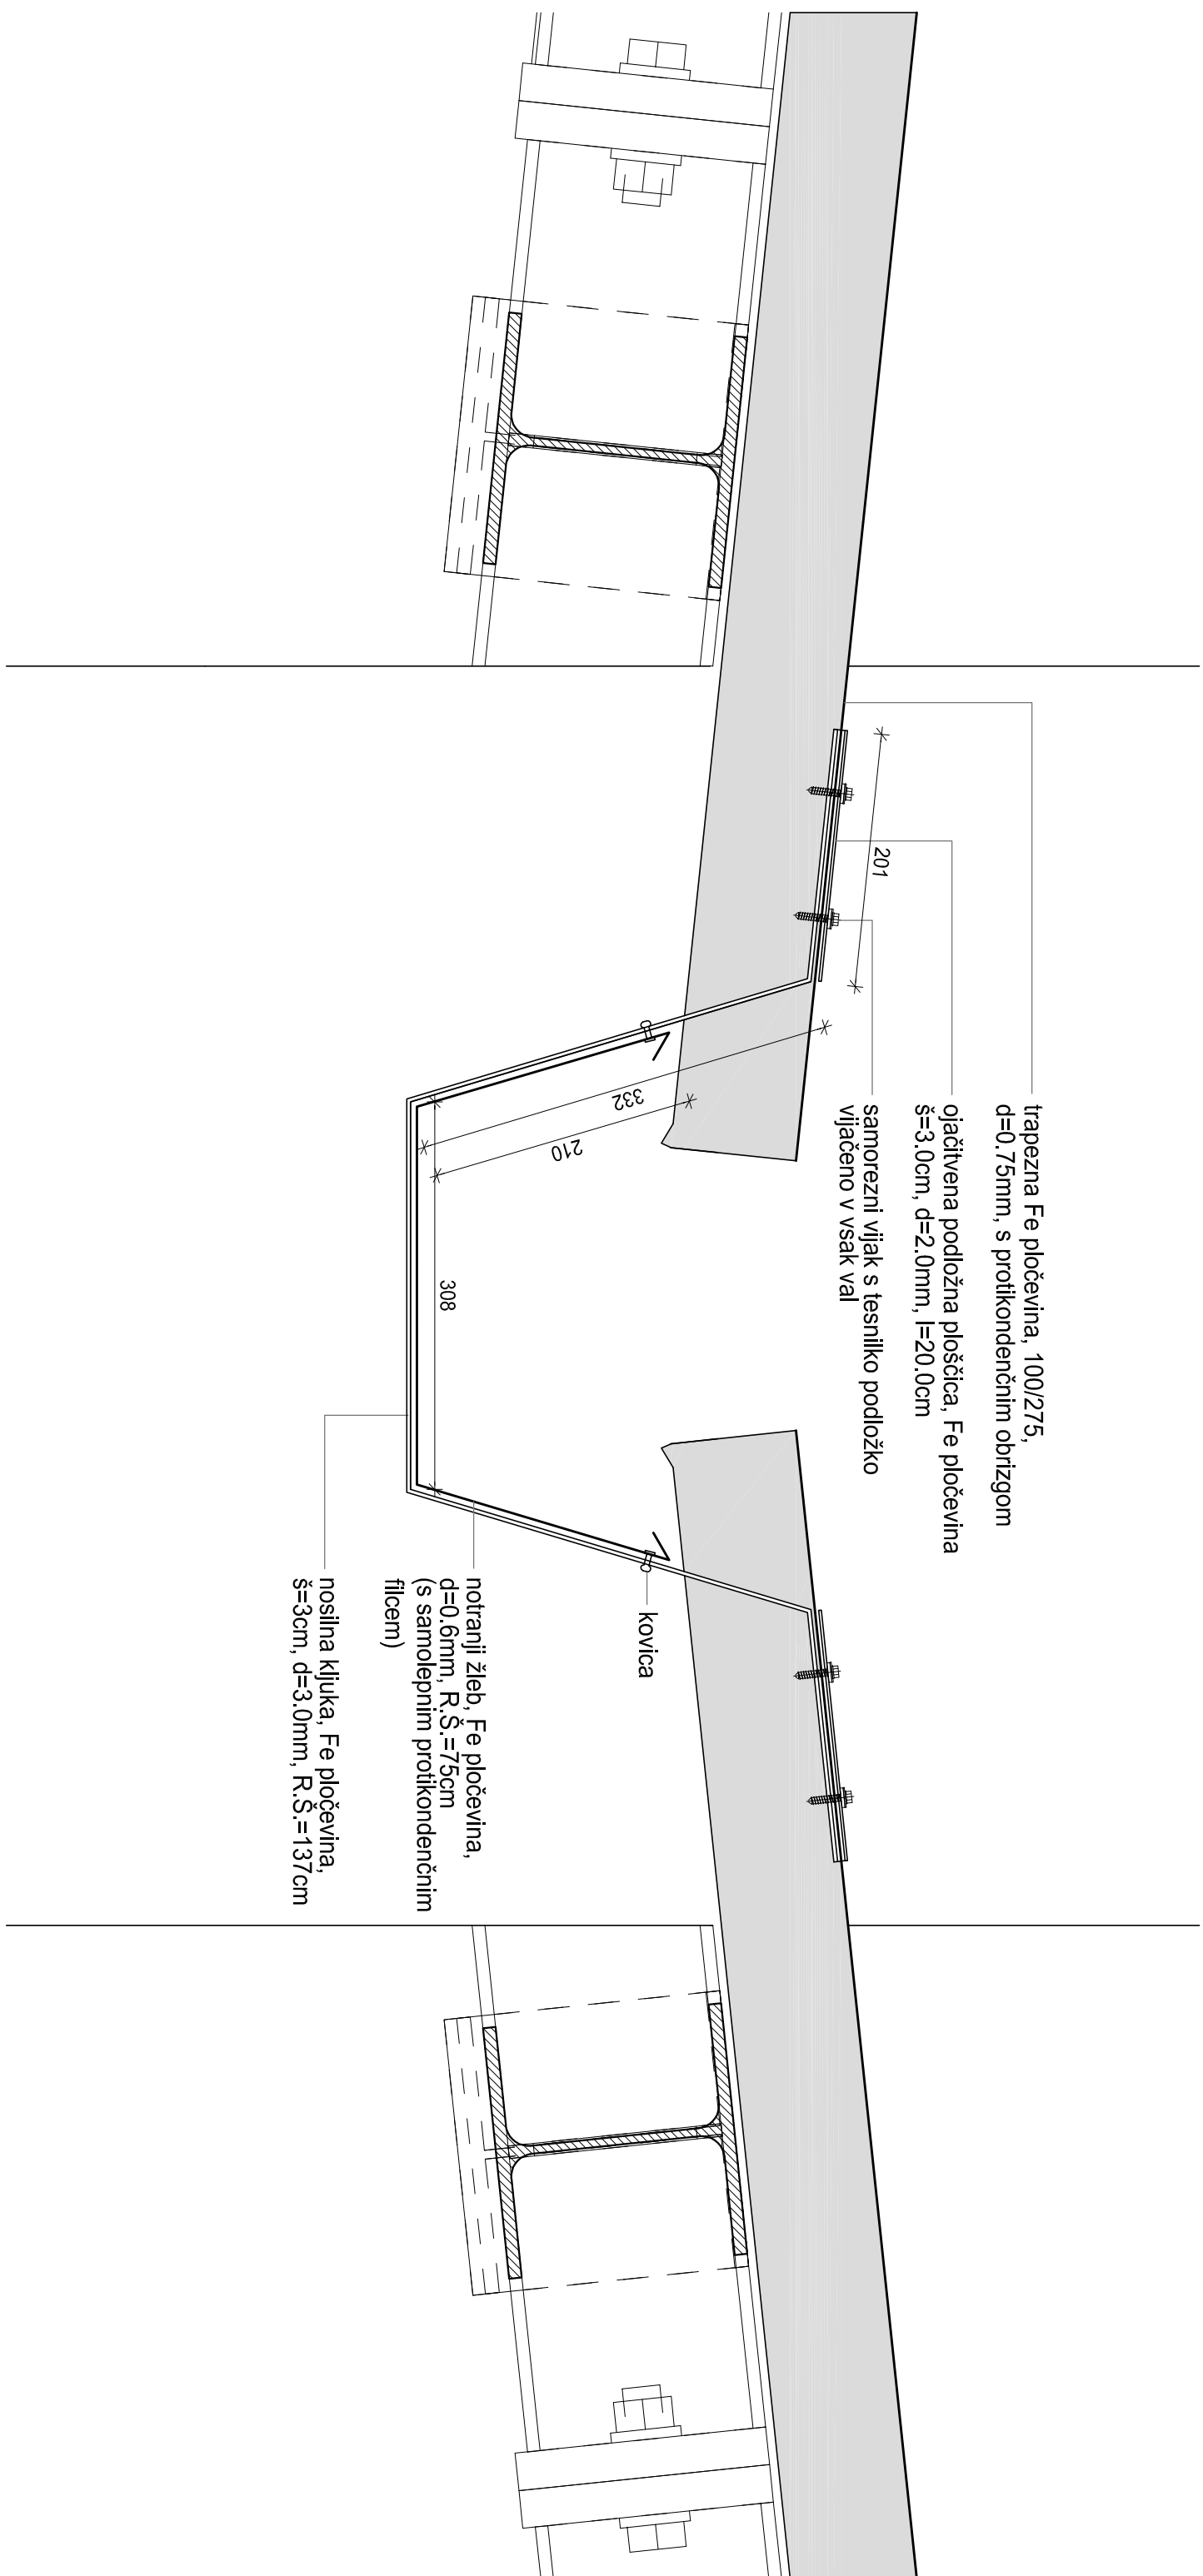 trapezna Fe pločevina, 100/275,
d=0.75mm, s protikondenčnim obrizgom
ojačitvena podložna ploščica, Fe pločevina
š=3.0cm, d=2.0mm, l=20.0cm
samorezni vijak s tesnilko podložko
vijačeno v vsak val
201
332
210
308
kovica
notranji žleb, Fe pločevina,
d=0.6mm, R.Š.=75cm
(s samolepnim protikondenčnim
filcem)
nosilna kljuka, Fe pločevina,
š=3cm, d=3.0mm, R.Š.=137cm